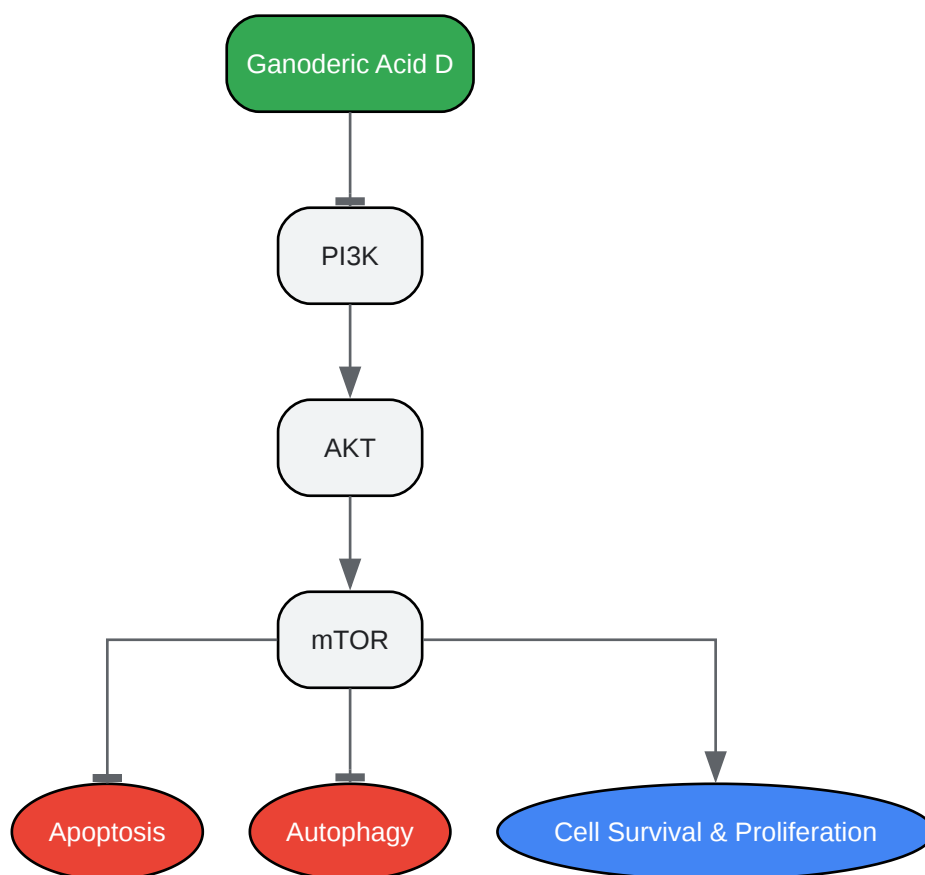 Ganoderic Acid D
PI3K
AKT
mTOR
Apoptosis
Autophagy
Cell Survival & Proliferation